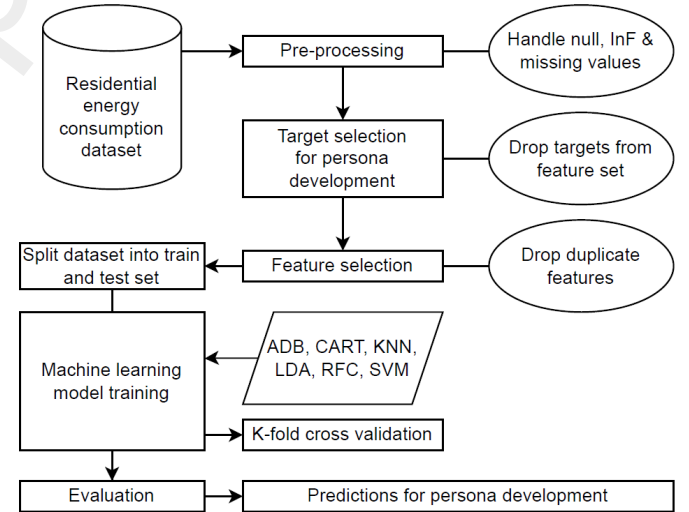 Residential
energy
consumption
dataset
Pre-processing
Handle null, InF &
missing values
Target selection
for persona
development
Drop targets from
feature set
Split dataset into train
and test set
Feature selection
Drop duplicate
features
Machine learning
model training
ADB, CART, KNN,
LDA, RFC, SVM
K-fold cross validation
Evaluation
Predictions for persona development